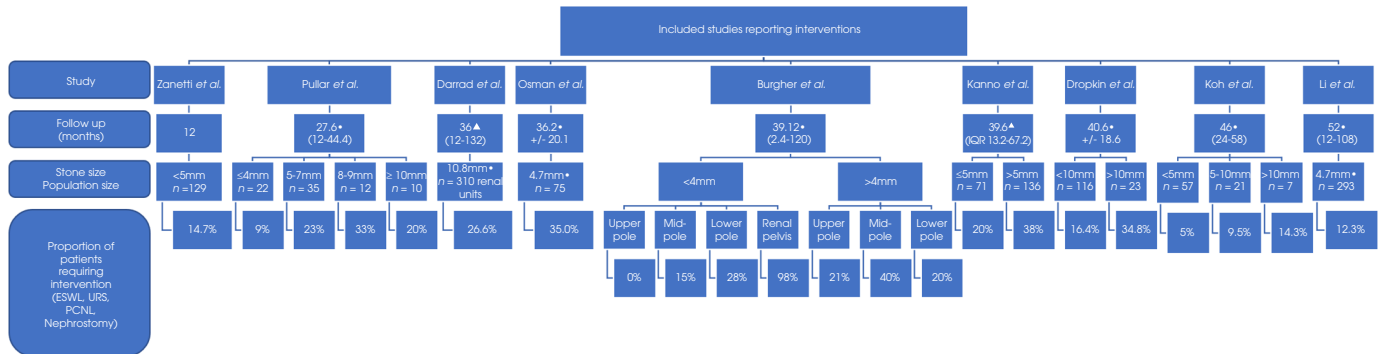 Included studies reporting interventions
Study
Zanetti et al.
Pullar et al.
Darrad et al.
Osman et al.
Burgher et al.
Kanno et al.
Dropkin et al.
Koh et al.
Li et al.
Follow up
(months)
12
27.6•
(12-44.4)
36▲
(12-132)
36.2•
+/- 20.1
39.12•
(2.4-120)
39.6▲
(IQR 13.2-67.2)
40.6•
+/- 18.6
46•
(24-58)
52•
(12-108)
Stone size
Population size
<5mm
n =129
≤4mm
n = 22
5-7mm
n = 35
8-9mm
n = 12
≥ 10mm
n = 10
10.8mm•
n = 310 renal
units
4.7mm•
n = 75
<4mm
>4mm
≤5mm
n = 71
>5mm
n = 136
<10mm
n = 116
>10mm
n = 23
<5mm
n = 57
5-10mm
n = 21
>10mm
n = 7
4.7mm•
n = 293
Upper
pole
Mid-
pole
Lower
pole
Renal
pelvis
Upper
pole
Mid-
pole
Lower
pole
Proportion of
patients
requiring
intervention
(ESWL, URS,
PCNL,
Nephrostomy)
14.7%
9%
23%
33%
20%
26.6%
35.0%
0%
15%
28%
98%
21%
40%
20%
20%
38%
16.4%
34.8%
5%
9.5%
14.3%
12.3%